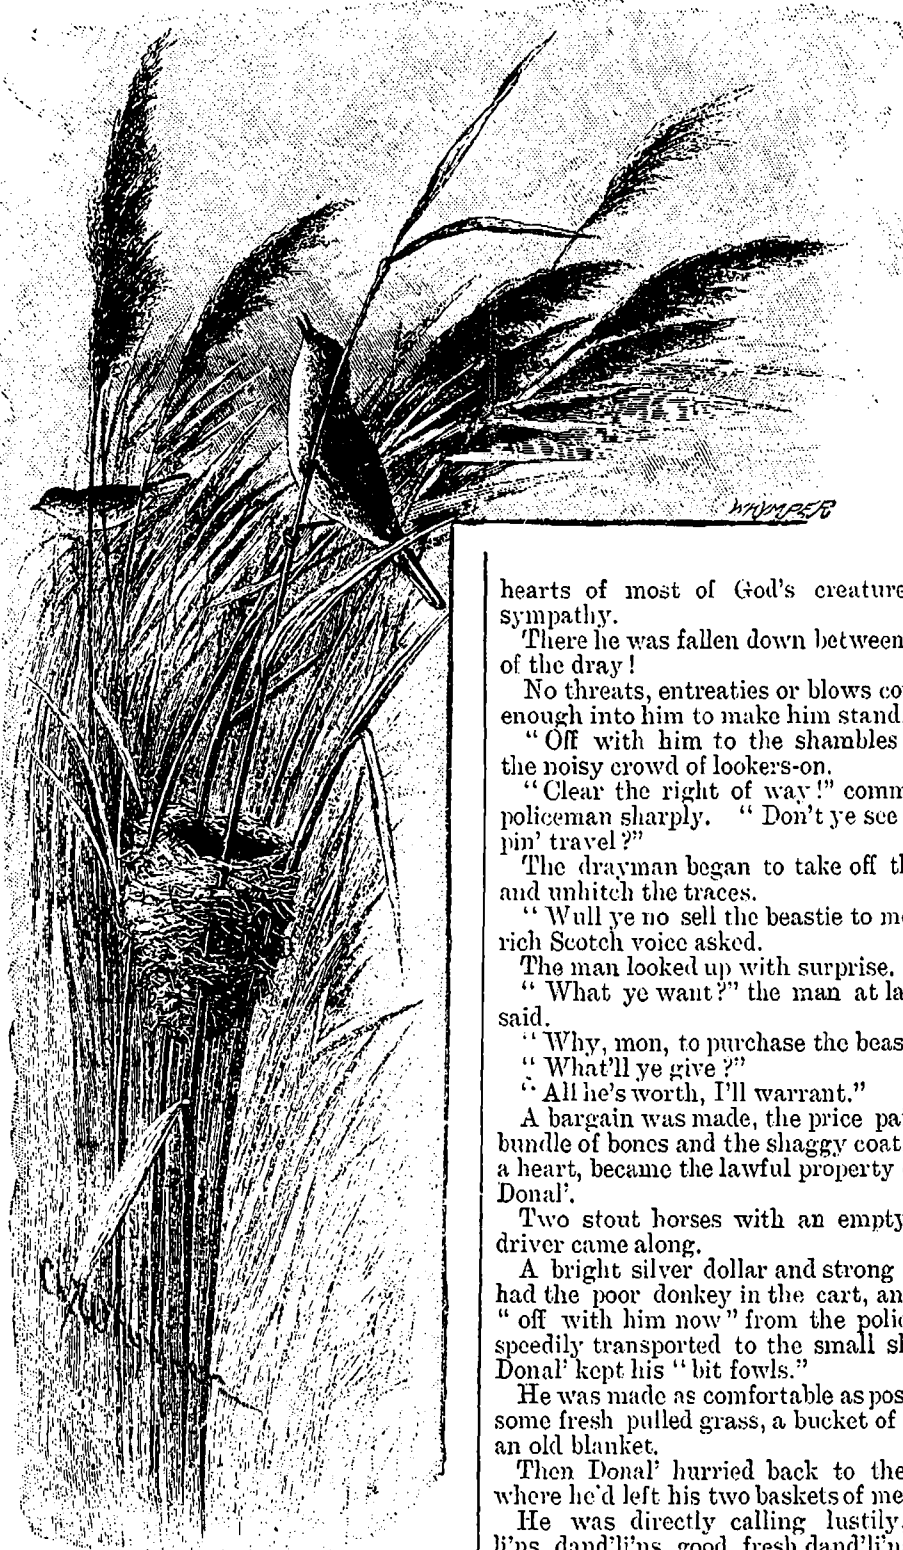 WHYMPER
hearts of most of God's creature
sympathy.
There he was fallen down between
of the dray!
No threats, entreaties or blows co
enough into him to make him stand
"Off with him to the shambles
the noisy crowd of lookers-on.
"Clear the right of way!" comm
policeman sharply. "Don't ye see
pin' travel?"
The drayman began to take off th
and unhitch the traces.
"Wull ye no sell the beastie to me
rich Scotch voice asked.
The man looked up with surprise.
"What ye want?" the man at la
said.
"Why, mon, to purchase the beas
"What'll ye give?"
"All he's worth, I'll warrant."
A bargain was made, the price pa
bundle of bones and the shaggy coat
a heart, became the lawful property
Donal'.
Two stout horses with an empty
driver came along.
A bright silver dollar and strong
had the poor donkey in the cart, an
"off with him now" from the polic
speedily transported to the small sh
Donal' kept his "bit fowls."
He was made as comfortable as pos
some fresh pulled grass, a bucket of
an old blanket.
Then Donal' hurried back to the
where he'd left his two baskets of me
He was directly calling lustily.
li'ns, dand'li'ns, good, fresh dand'li'n